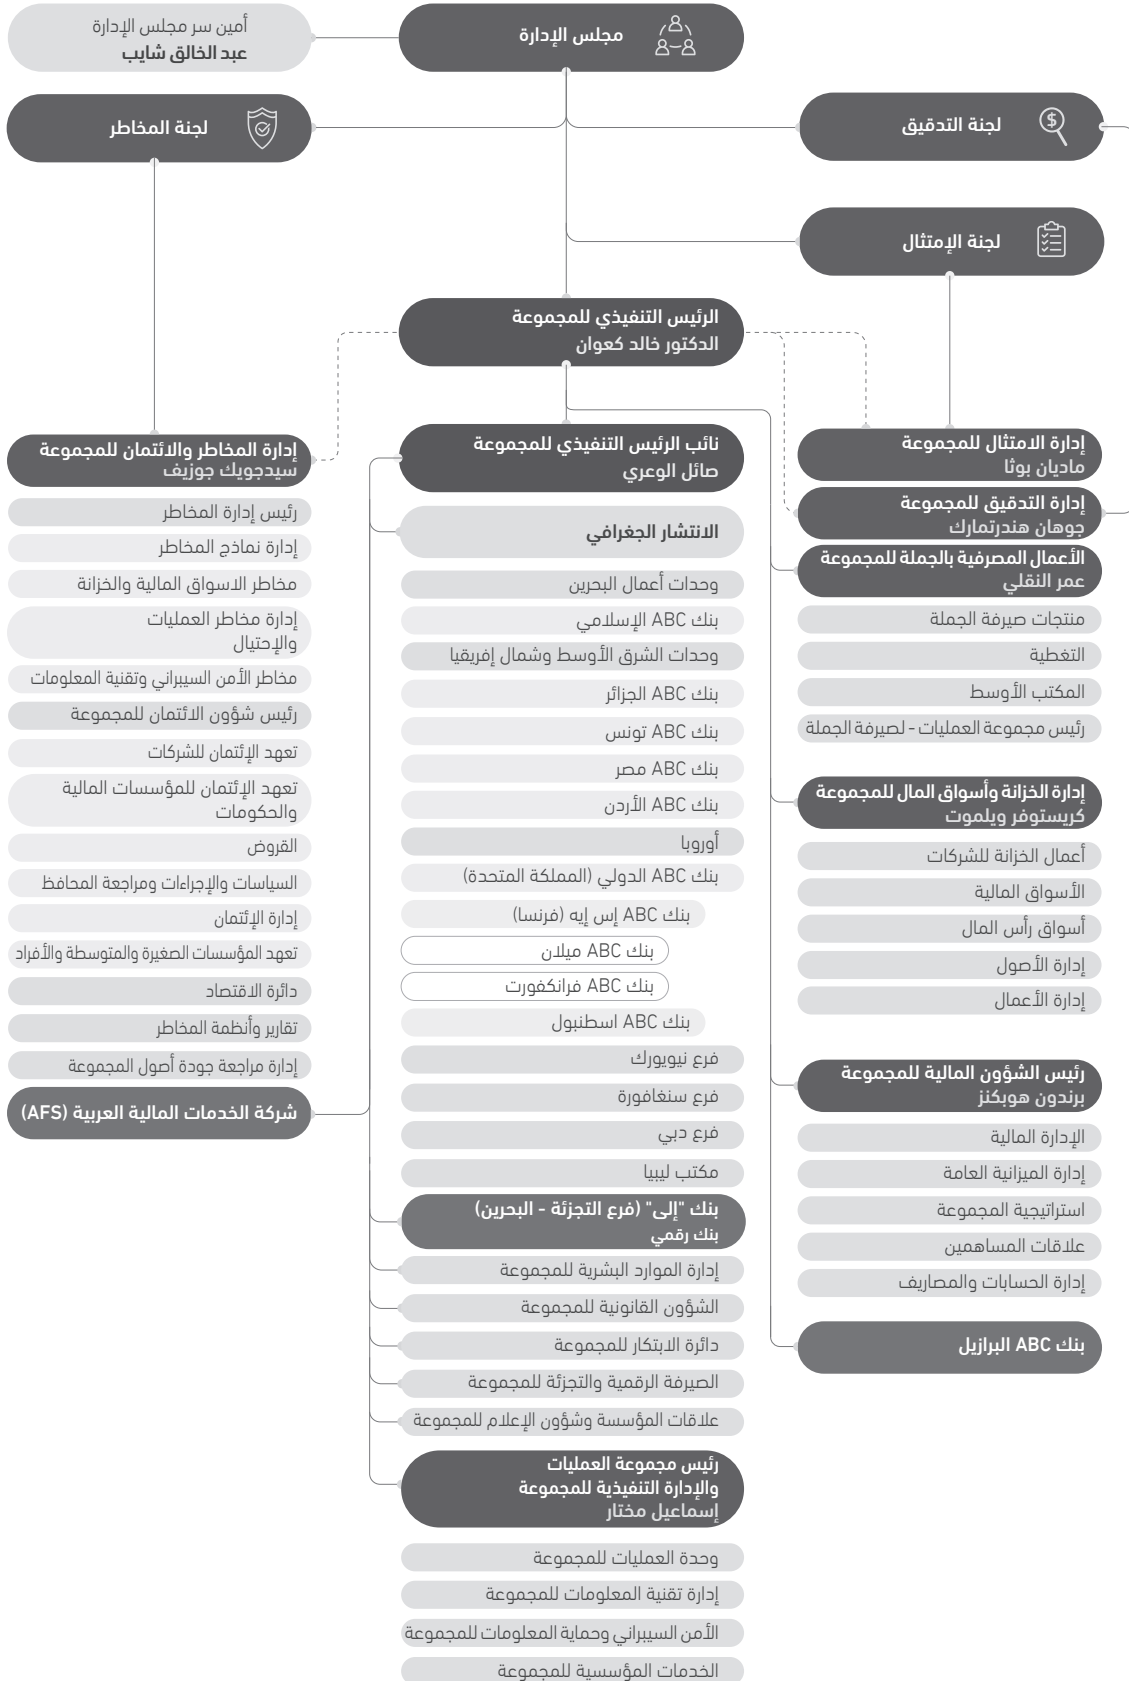 مجلس الإدارة
أمين سر مجلس الإدارة
عبد الخالق شايب
لجنة التدقيق
لجنة المخاطر
لجنة الإمتثال
الرئيس التنفيذي للمجموعة
الدكتور خالد كعوان
إدارة الامتثال للمجموعة
ماديان بوثا
إدارة التدقيق للمجموعة
جوهان هندرتمارك
الأعمال المصرفية بالجملة للمجموعة
عمر النقلي
منتجات صيرفة الجملة
التغطية
المكتب الأوسط
رئيس مجموعة العمليات - لصيرفة الجملة
إدارة الخزانة وأسواق المال للمجموعة
كريستوفر ويلموت
أعمال الخزانة للشركات
الأسواق المالية
أسواق رأس المال
إدارة الأصول
إدارة الأعمال
رئيس الشؤون المالية للمجموعة
برندون هوبكنز
الإدارة المالية
إدارة الميزانية العامة
استراتيجية المجموعة
علاقات المساهمين
إدارة الحسابات والمصاريف
بنك ABC البرازيل
نائب الرئيس التنفيذي للمجموعة
صائل الوعري
الانتشار الجغرافي
وحدات أعمال البحرين
بنك ABC الإسلامي
وحدات الشرق الأوسط وشمال إفريقيا
بنك ABC الجزائر
بنك ABC تونس
بنك ABC مصر
بنك ABC الأردن
أوروبا
بنك ABC الدولي (المملكة المتحدة)
بنك ABC إس إيه (فرنسا)
بنك ABC ميلان
بنك ABC فرانكفورت
بنك ABC اسطنبول
فرع نيويورك
فرع سنغافورة
فرع دبي
مكتب ليبيا
بنك "إلى" (فرع التجزئة - البحرين)
بنك رقمي
إدارة الموارد البشرية للمجموعة
الشؤون القانونية للمجموعة
دائرة الابتكار للمجموعة
الصيرفة الرقمية والتجزئة للمجموعة
علاقات المؤسسة وشؤون الإعلام للمجموعة
رئيس مجموعة العمليات
والإدارة التنفيذية للمجموعة
إسماعيل مختار
وحدة العمليات للمجموعة
إدارة تقنية المعلومات للمجموعة
الأمن السيبراني وحماية المعلومات للمجموعة
الخدمات المؤسسية للمجموعة
إدارة المخاطر والائتمان للمجموعة
سيدجويك جوزيف
رئيس إدارة المخاطر
إدارة نماذج المخاطر
مخاطر الاسواق المالية والخزانة
إدارة مخاطر العمليات
والإحتيال
مخاطر الأمن السيبراني وتقنية المعلومات
رئيس شؤون الائتمان للمجموعة
تعهد الإئتمان للشركات
تعهد الإئتمان للمؤسسات المالية
والحكومات
القروض
السياسات والإجراءات ومراجعة المحافظ
إدارة الإئتمان
تعهد المؤسسات الصغيرة والمتوسطة والأفراد
دائرة الاقتصاد
تقارير وأنظمة المخاطر
إدارة مراجعة جودة أصول المجموعة
شركة الخدمات المالية العربية (AFS)